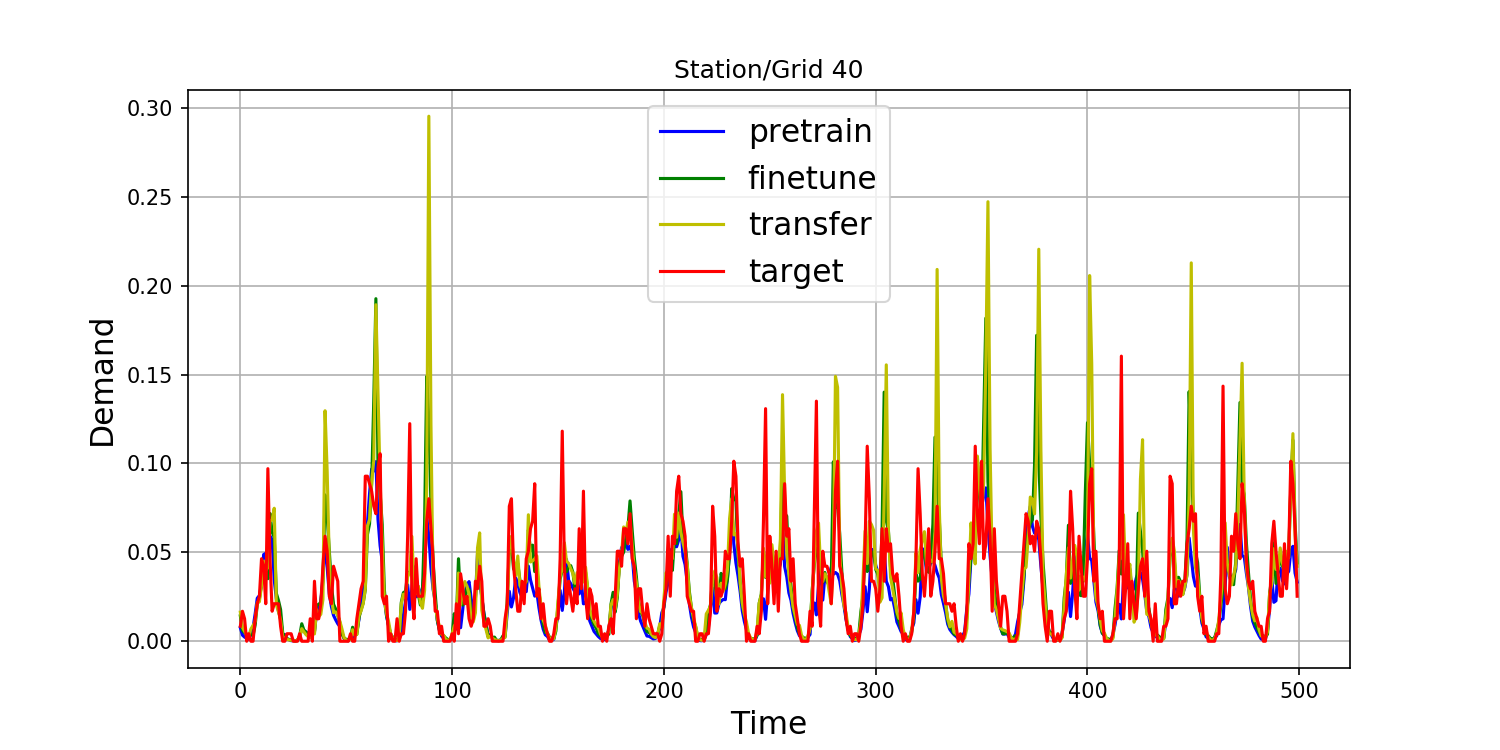 Station/Grid 40
0.30
0.25
0.20
0.15
0.10
0.05
0.00
Demand
pretrain
finetune
transfer
target
0 100 200 300 400 500
Time